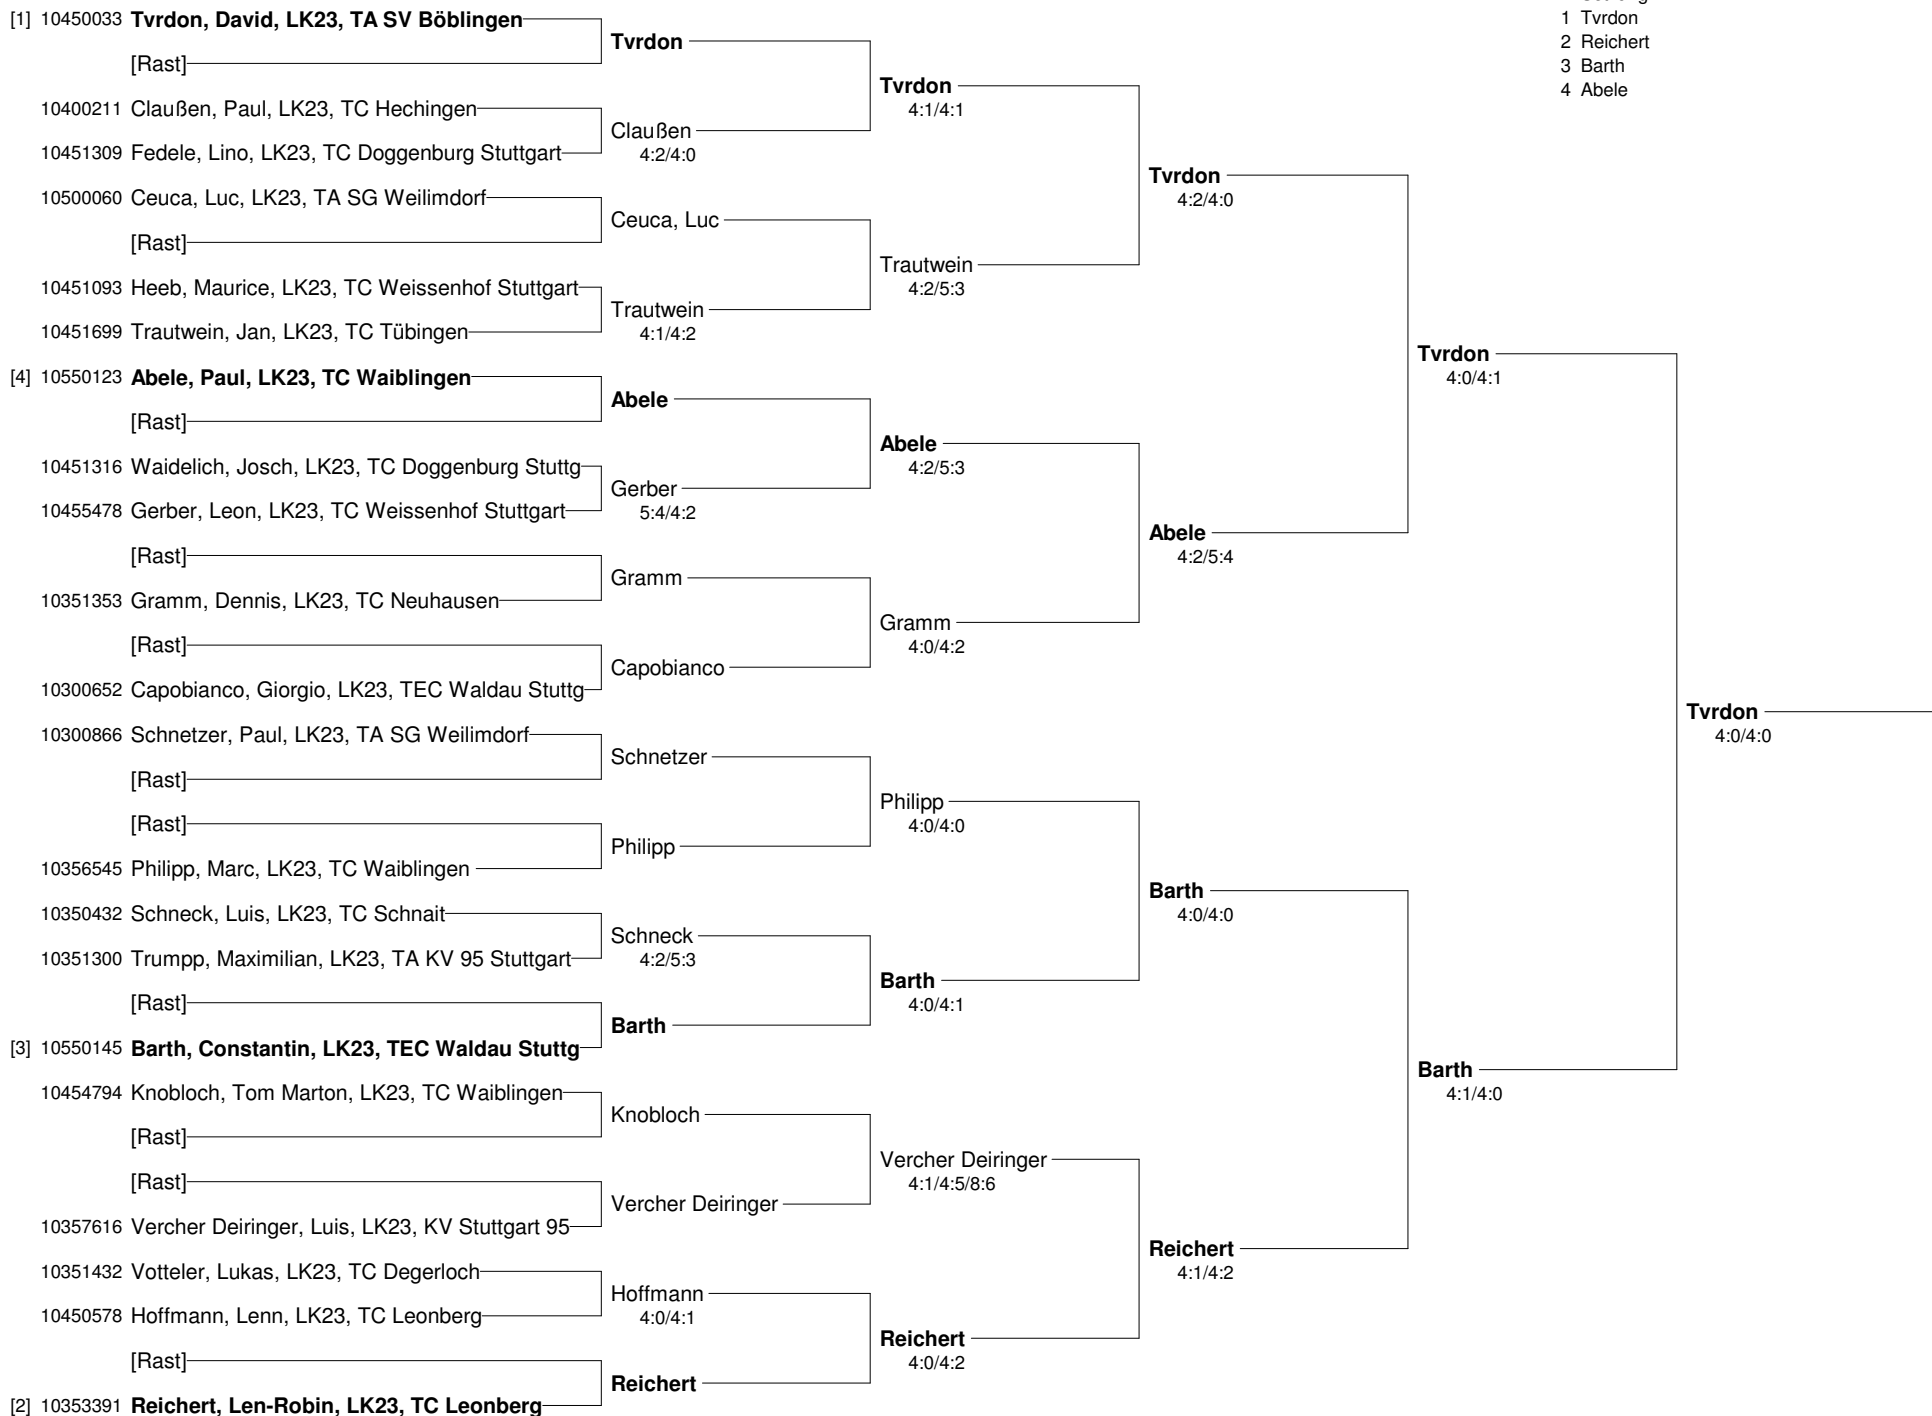 1 Tvrdon
2 Reichert
3 Barth
4 Abele
[1] 10450033 Tvrdon, David, LK23, TA SV Böblingen
[Rast]
10400211 Claußen, Paul, LK23, TC Hechingen
10451309 Fedele, Lino, LK23, TC Doggenburg Stuttgart
10500060 Ceuca, Luc, LK23, TA SG Weilimdorf
[Rast]
10451093 Heeb, Maurice, LK23, TC Weissenhof Stuttgart
10451699 Trautwein, Jan, LK23, TC Tübingen
[4] 10550123 Abele, Paul, LK23, TC Waiblingen
[Rast]
10451316 Waidelich, Josch, LK23, TC Doggenburg Stuttg
10455478 Gerber, Leon, LK23, TC Weissenhof Stuttgart
[Rast]
10351353 Gramm, Dennis, LK23, TC Neuhausen
[Rast]
10300652 Capobianco, Giorgio, LK23, TEC Waldau Stuttg
10300866 Schnetzer, Paul, LK23, TA SG Weilimdorf
[Rast]
[Rast]
10356545 Philipp, Marc, LK23, TC Waiblingen
10350432 Schneck, Luis, LK23, TC Schnait
10351300 Trumpp, Maximilian, LK23, TA KV 95 Stuttgart
[Rast]
[3] 10550145 Barth, Constantin, LK23, TEC Waldau Stuttg
10454794 Knobloch, Tom Marton, LK23, TC Waiblingen
[Rast]
[Rast]
10357616 Vercher Deiringer, Luis, LK23, KV Stuttgart 95
10351432 Votteler, Lukas, LK23, TC Degerloch
10450578 Hoffmann, Lenn, LK23, TC Leonberg
[Rast]
[2] 10353391 Reichert, Len-Robin, LK23, TC Leonberg
Tvrdon
Claußen
4:2/4:0
Ceuca, Luc
Trautwein
4:1/4:2
Abele
Gerber
5:4/4:2
Gramm
Capobianco
Schnetzer
Philipp
Schneck
4:2/5:3
Barth
Knobloch
Vercher Deiringer
Hoffmann
4:0/4:1
Reichert
Tvrdon
4:1/4:1
Trautwein
4:2/5:3
Abele
4:2/5:3
Gramm
4:0/4:2
Philipp
4:0/4:0
Barth
4:0/4:1
Vercher Deiringer
4:1/4:5/8:6
Reichert
4:0/4:2
Tvrdon
4:2/4:0
Abele
4:2/5:4
Barth
4:0/4:0
Reichert
4:1/4:2
Tvrdon
4:0/4:1
Barth
4:1/4:0
Tvrdon
4:0/4:0